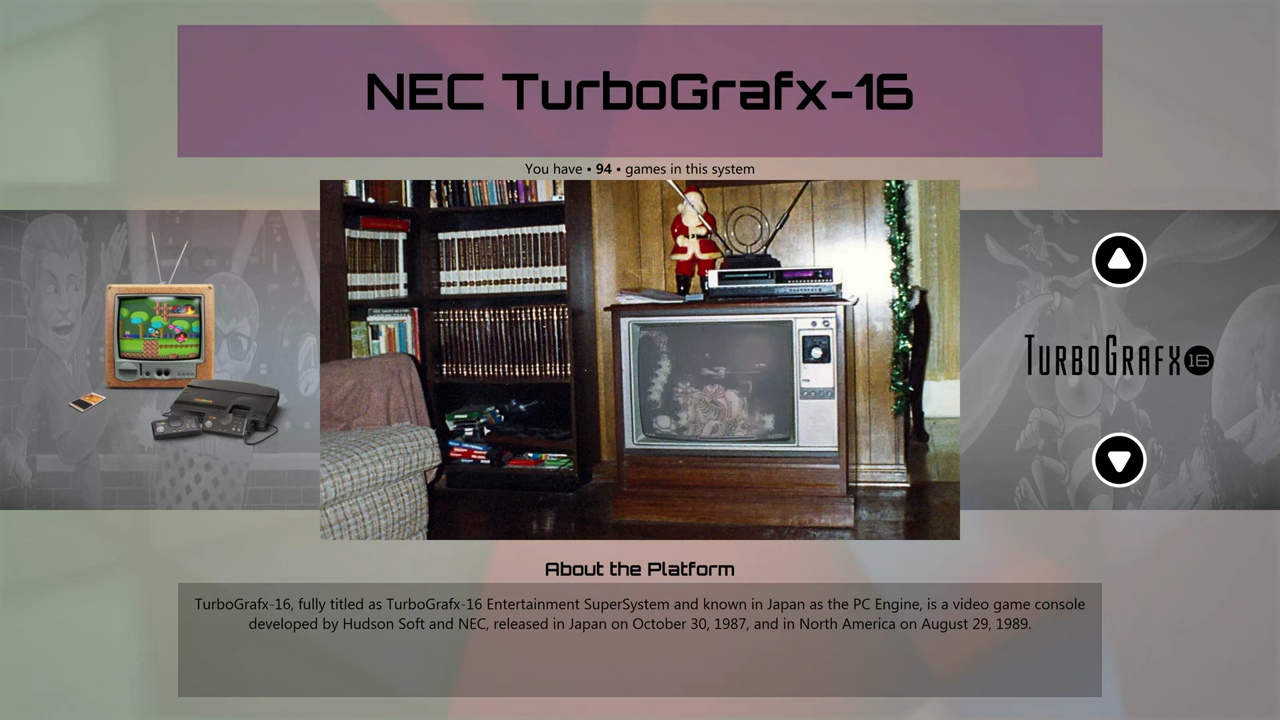 NEC TurboGrafx-16
You have • 94 • games in this system
TURBOGRAFX 16
About the Platform
TurboGrafx-16, fully titled as TurboGrafx-16 Entertainment SuperSystem and known in Japan as the PC Engine, is a video game console
developed by Hudson Soft and NEC, released in Japan on October 30, 1987, and in North America on August 29, 1989.